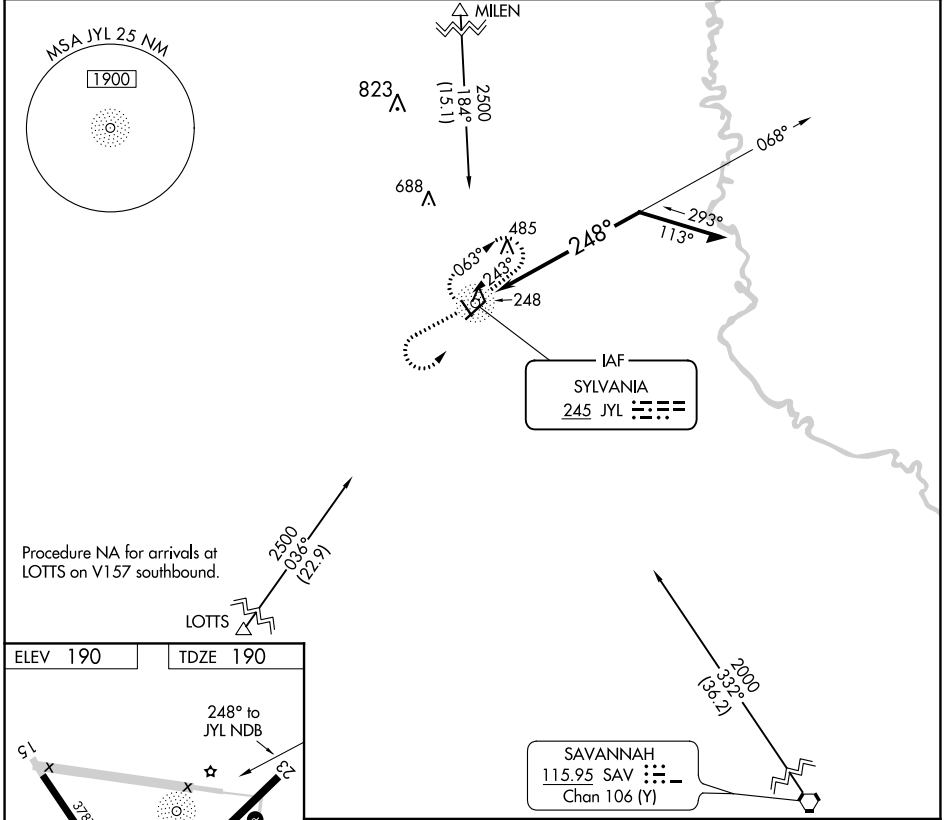 MILEN
MSA JYL 25 NM
1900
823
2500
184°
(15.1)
068°
688
293°
113°
485
248°
063°
243°
248
IAF
SYLVANIA
245 JYL
2500
036°
(22.9)
Procedure NA for arrivals at
LOTTS on V157 southbound.
LOTTS
2000
332°
(36.2)
ELEV 190
TDZE 190
248° to
JYL NDB
15
23
SAVANNAH
115.95 SAV
Chan 106 (Y)